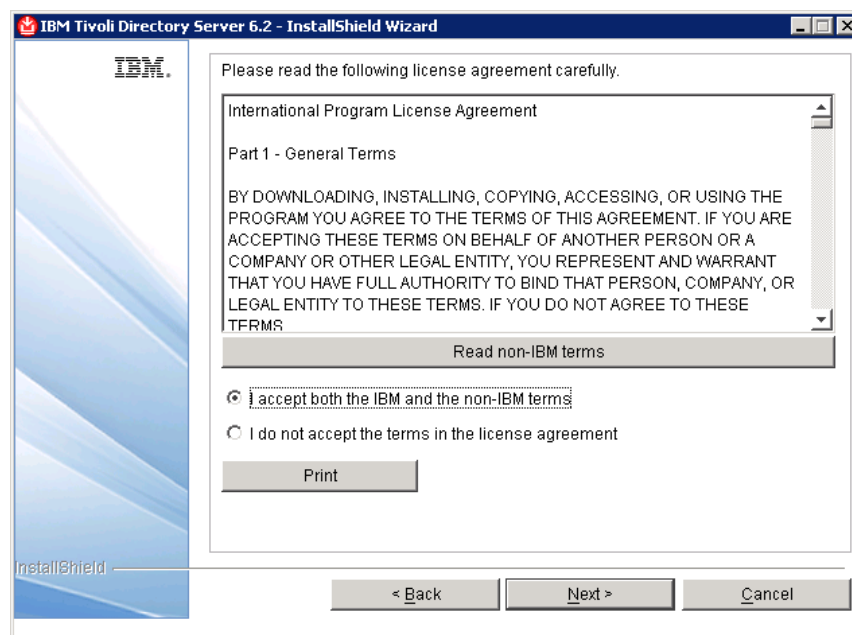 IBM Tivoli Directory Server 6.2 - InstallShield Wizard
IBM.
Please read the following license agreement carefully.
International Program License Agreement
Part 1 - General Terms
BY DOWNLOADING, INSTALLING, COPYING, ACCESSING, OR USING THE
PROGRAM YOU AGREE TO THE TERMS OF THIS AGREEMENT. IF YOU ARE
ACCEPTING THESE TERMS ON BEHALF OF ANOTHER PERSON OR A
COMPANY OR OTHER LEGAL ENTITY, YOU REPRESENT AND WARRANT
THAT YOU HAVE FULL AUTHORITY TO BIND THAT PERSON, COMPANY, OR
LEGAL ENTITY TO THESE TERMS. IF YOU DO NOT AGREE TO THESE
TERMS
Read non-IBM terms
I accept both the IBM and the non-IBM terms
I do not accept the terms in the license agreement
Print
InstallShield
< Back
Next >
Cancel